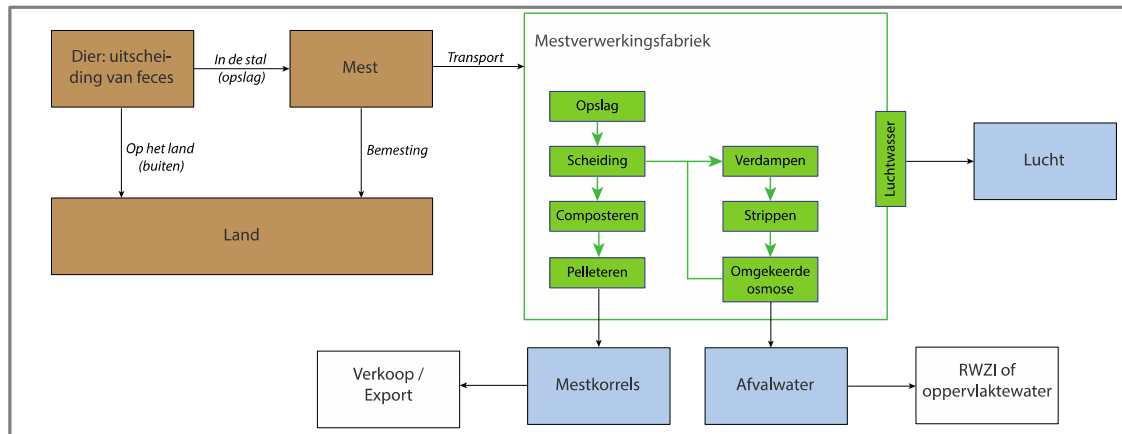 Dier: uitschei-
ding van feces
In de stal
(opslag)
Mest
Transport
Op het land
(buiten)
Bemesting
Land
Mestverwerkingsfabriek
Opslag
Scheiding
Composteren
Pelleteren
Verdampen
Strippen
Omgekeerde
osmose
Luchtwasser
Lucht
Verkoop /
Export
Mestkorrels
Afvalwater
RWZI of
oppervlaktewater